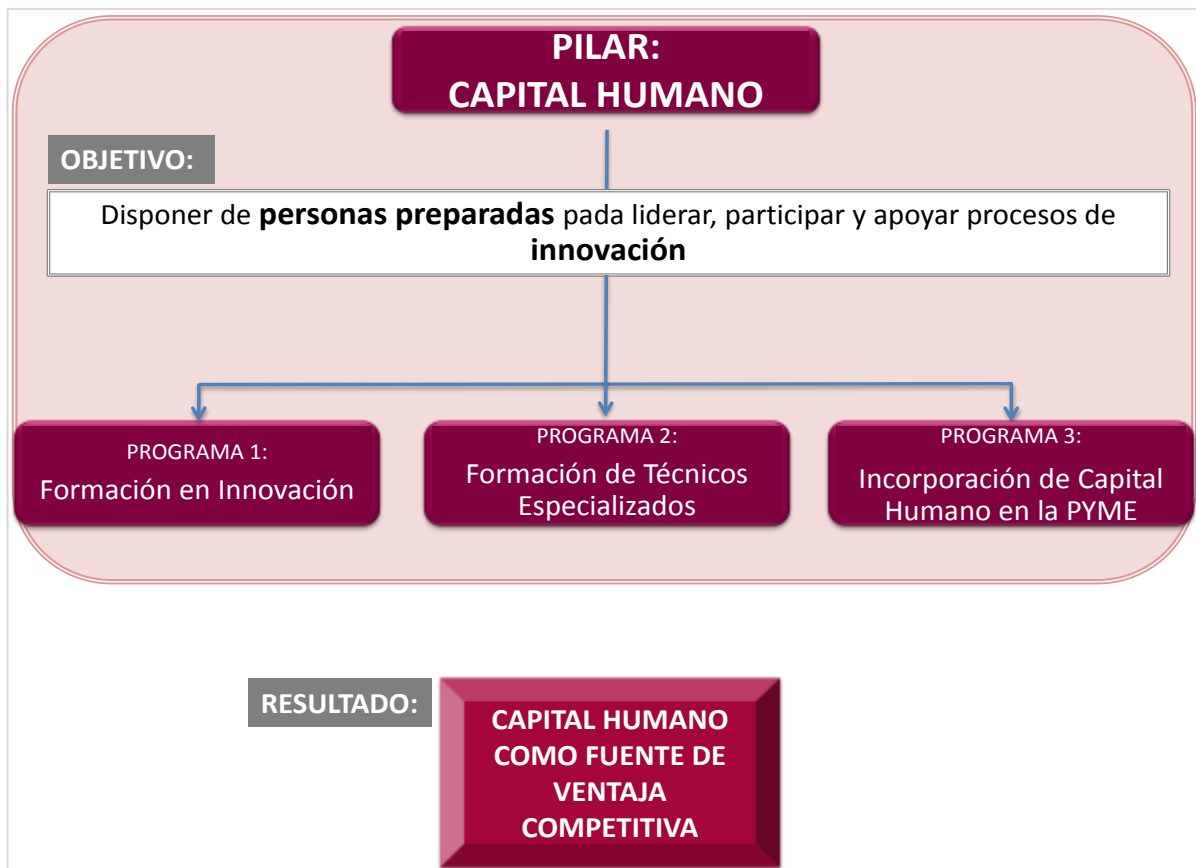 PILAR:
CAPITAL HUMANO
OBJETIVO:
Disponer de personas preparadas pada liderar, participar y apoyar procesos de
innovación
PROGRAMA 1:
Formación en Innovación
PROGRAMA 2:
Formación de Técnicos
Especializados
PROGRAMA 3:
Incorporación de Capital
Humano en la PYME
RESULTADO:
CAPITAL HUMANO
COMO FUENTE DE
VENTAJA
COMPETITIVA